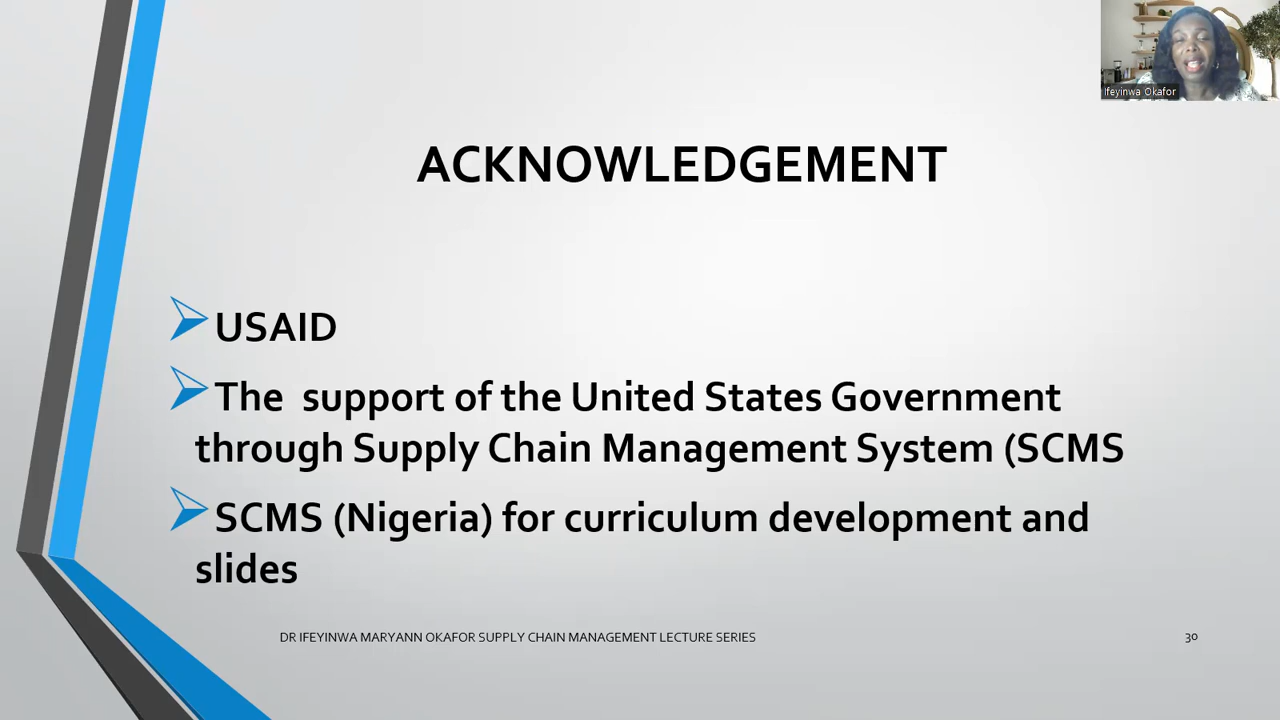 Ifeyinwa Okafor
ACKNOWLEDGEMENT
USAID
The  support of the United States Government
through Supply Chain Management System (SCMS
SCMS (Nigeria) for curriculum development and
slides
DR IFEYINWA MARYANN OKAFOR SUPPLY CHAIN MANAGEMENT LECTURE SERIES
30